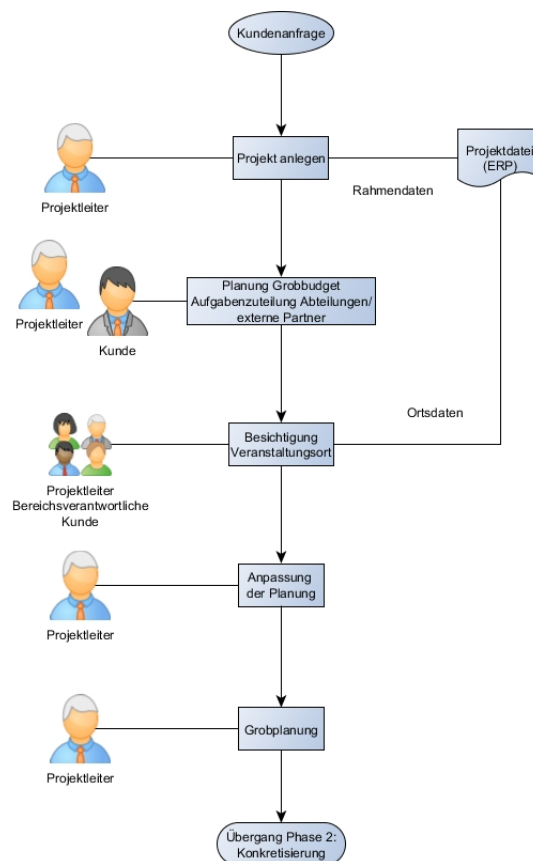 Kundenanfrage
Projekt anlegen
Projektdatei
(ERP)
Rahmendaten
Projektleiter
Planung Grobbudget
Aufgabenzuteilung Abteilungen/
externe Partner
Projektleiter
Kunde
Ortsdaten
Besichtigung
Veranstaltungsort
Projektleiter
Bereichsverantwortliche
Kunde
Anpassung
der Planung
Projektleiter
Grobplanung
Projektleiter
Übergang Phase 2:
Konkretisierung